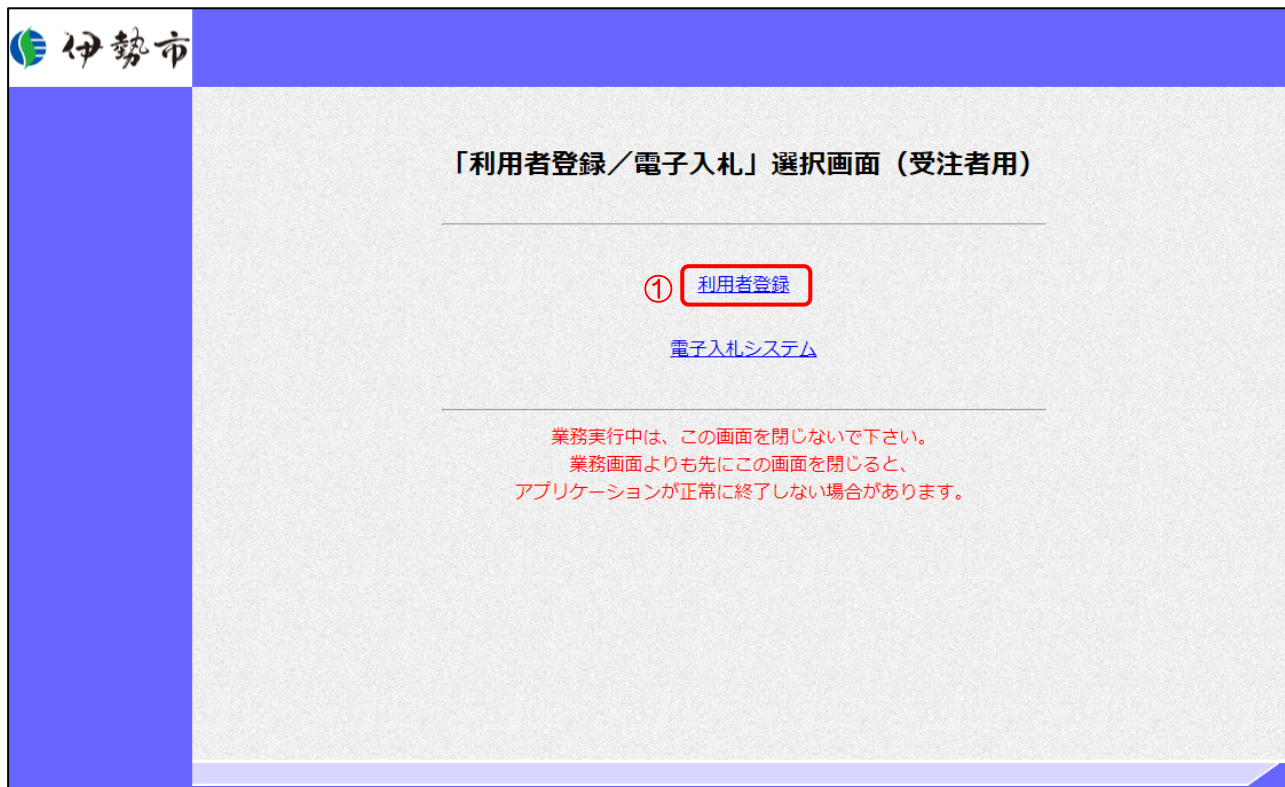 伊勢市
「利用者登録／電子入札」選択画面（受注者用）
① 利用者登録
電子入札システム
業務実行中は、この画面を閉じないで下さい。
業務画面よりも先にこの画面を閉じると、
アプリケーションが正常に終了しない場合があります。